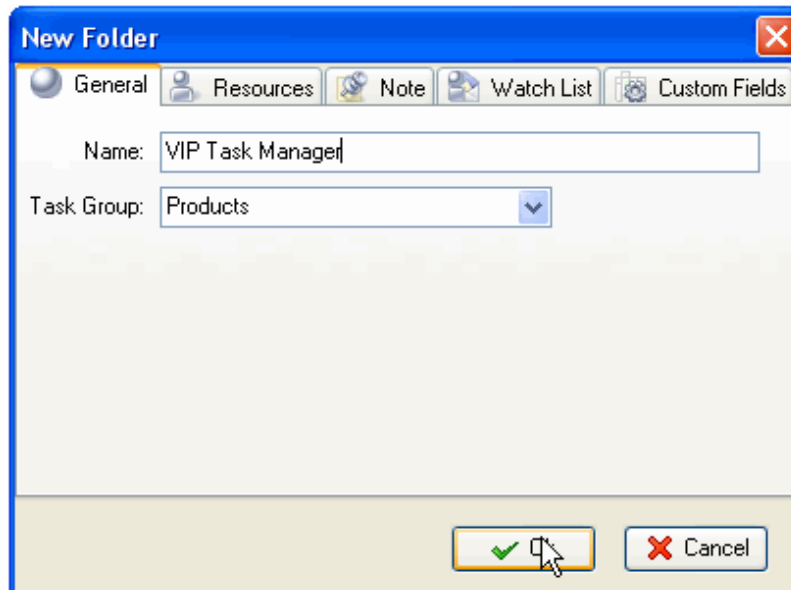 New Folder
General Resources Note Watch List Custom Fields
Name: VIP Task Manager
Task Group: Products
Cancel